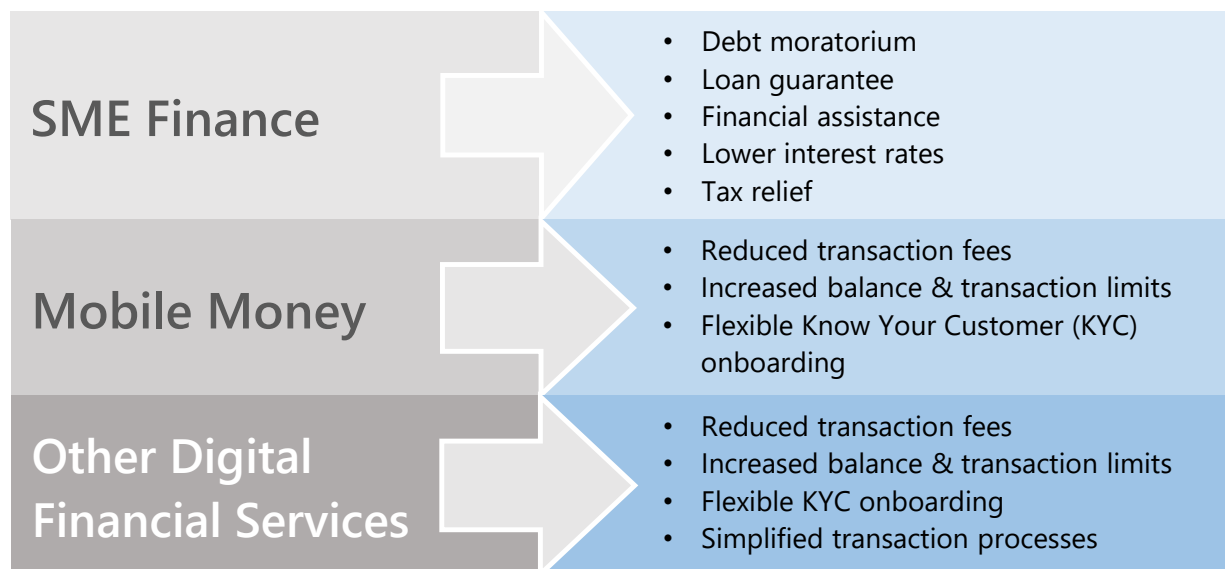 SME Finance
• Debt moratorium
• Loan guarantee
• Financial assistance
• Lower interest rates
• Tax relief
Mobile Money
• Reduced transaction fees
• Increased balance & transaction limits
• Flexible Know Your Customer (KYC)
onboarding
Other Digital
Financial Services
• Reduced transaction fees
• Increased balance & transaction limits
• Flexible KYC onboarding
• Simplified transaction processes